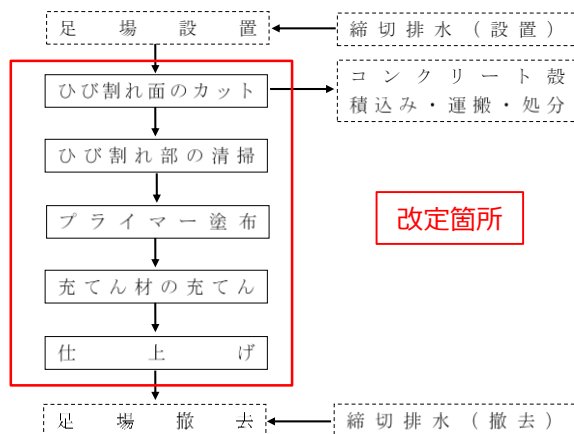 足場設置
締切排水(設置)
ひび割れ面のカット
コンクリート殻
積込み・運搬・処分
ひび割れ部の清掃
プライマー塗布
改定箇所
充てん材の充てん
仕上げ
足場撤去
締切排水(撤去)